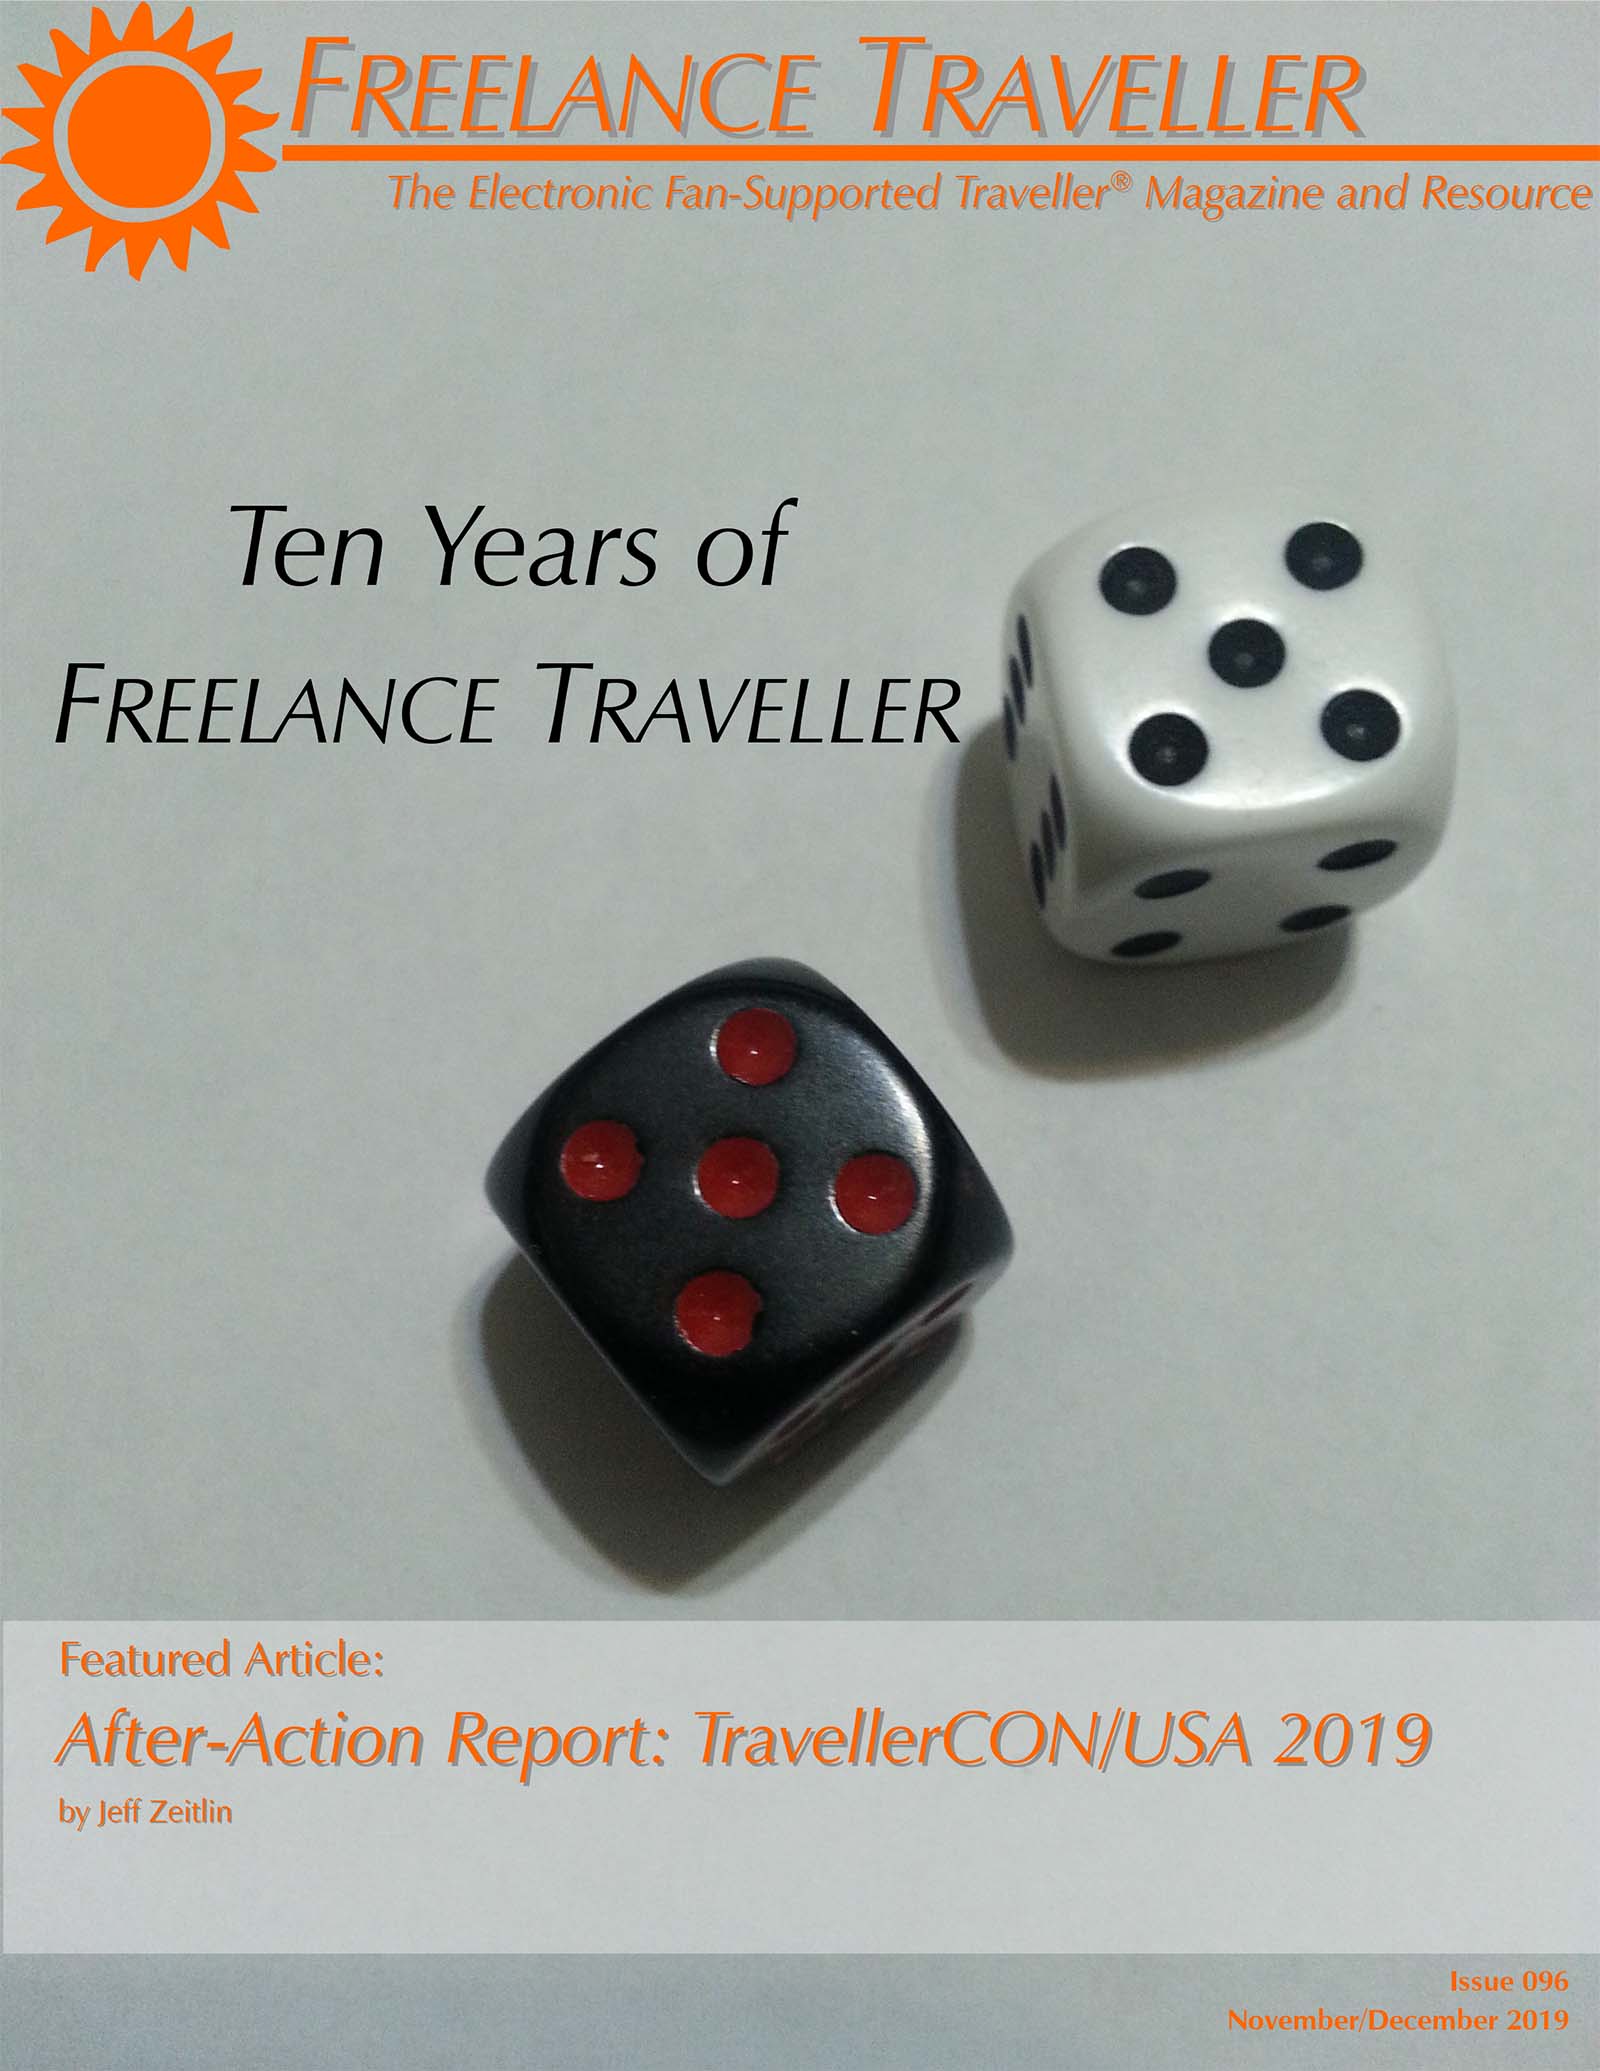 FREELANCE TRAVELLER
The Electronic Fan-Supported Traveller® Magazine and Resource
Ten Years of
FREELANCE TRAVELLER
Featured Article:
After-Action Report: TravellerCON/USA 2019
by Jeff Zeitlin
Issue 096
November/December 2019